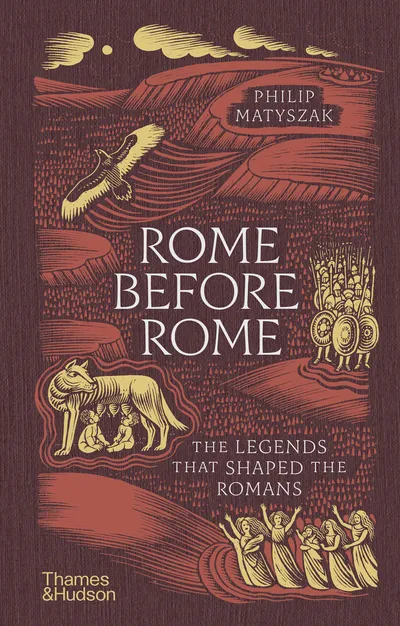 PHILIP
MATYSZAK
ROME
BEFORE
ROME
THE LEGENDS
THAT SHAPED THE
ROMANS
Thames
&Hudson